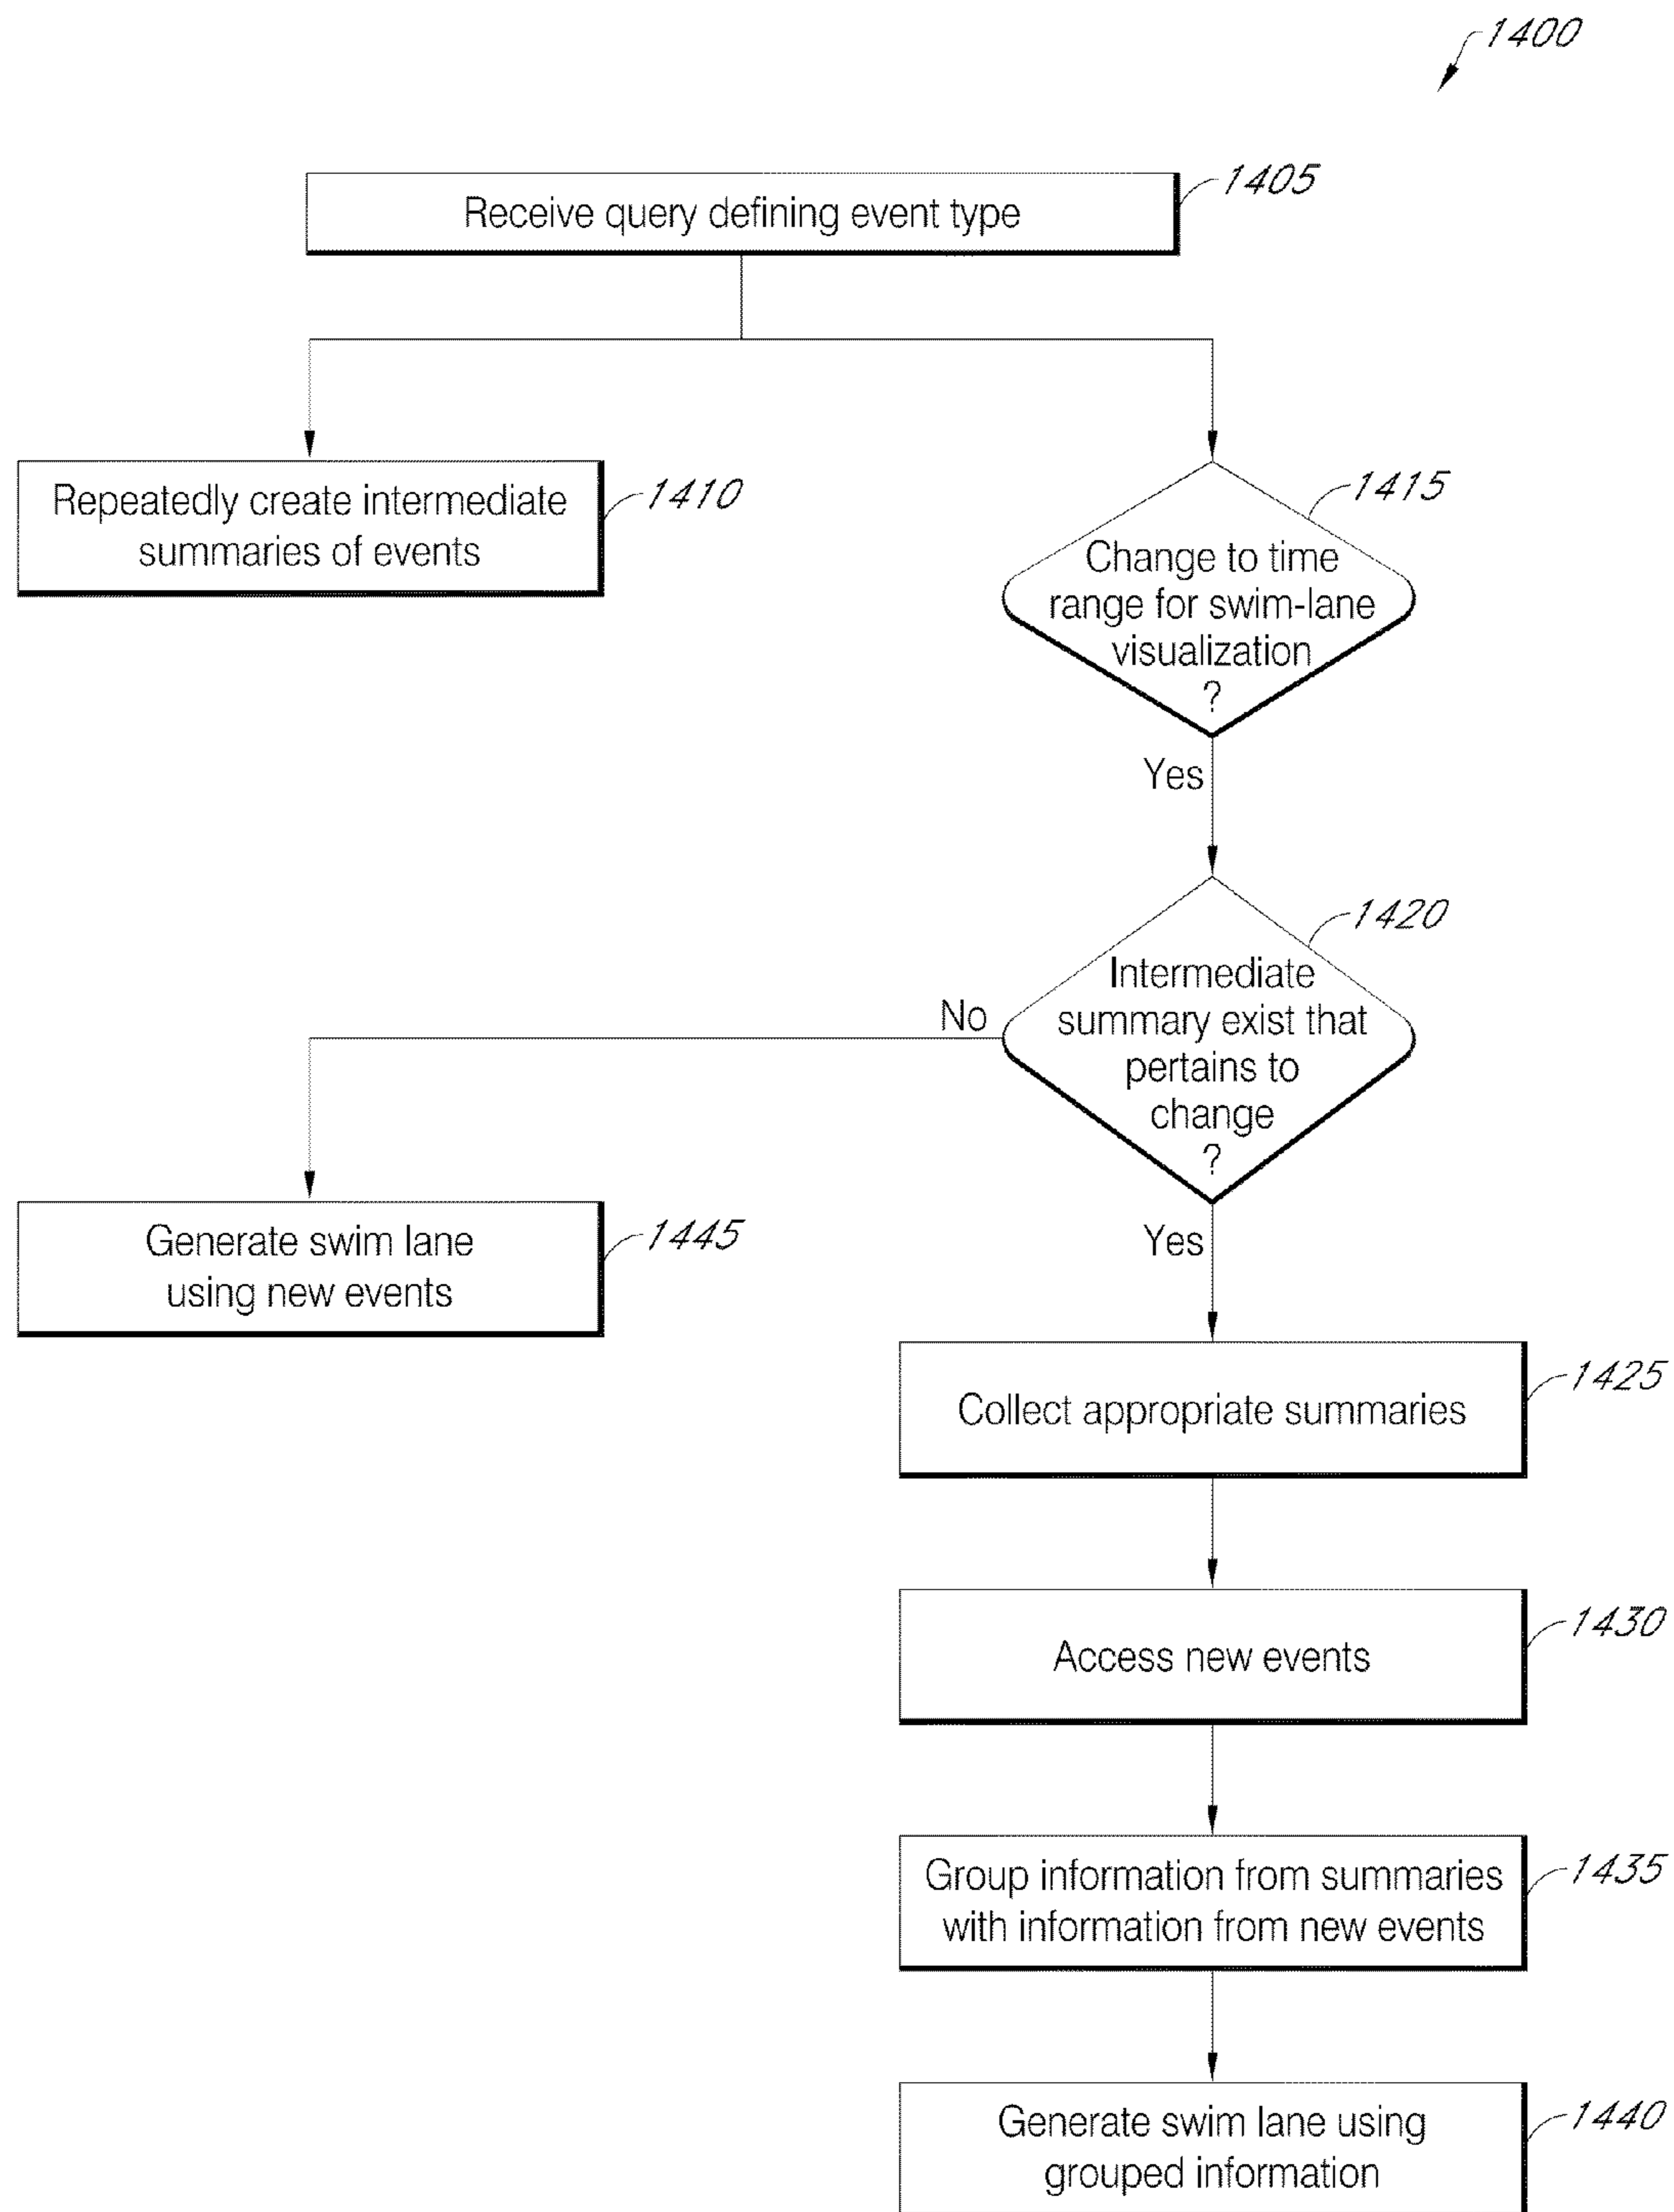 1400
Receive query defining event type
1405
Repeatedly create intermediate
summaries of events
1410
1415
Change to time
range for swim-lane
visualization
?
Yes
1420
Intermediate
summary exist that
pertains to
change
?
No
Generate swim lane
using new events
1445
Yes
Collect appropriate summaries
1425
Access new events
1430
Group information from summaries
with information from new events
1435
Generate swim lane using
grouped information
1440